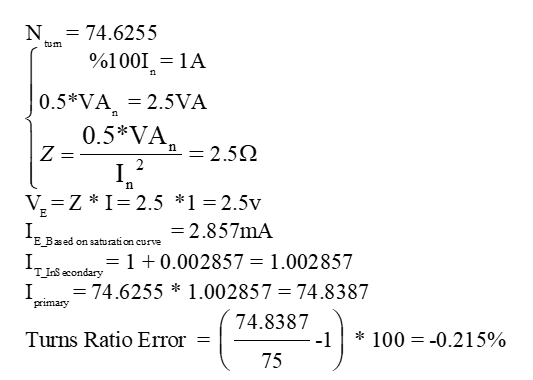 N_turn = 74.6255
%100I_n = 1A
0.5*VA_n = 2.5VA
Z = 0.5*VA_n / I_n^2 = 2.5Ω
V_E = Z * I = 2.5 *1 = 2.5v
I_E_Based on saturation curve = 2.857mA
I_T_InSecondary = 1 + 0.002857 = 1.002857
I_primary = 74.6255 * 1.002857 = 74.8387
Turns Ratio Error = (74.8387 / 75 -1) * 100 = -0.215%